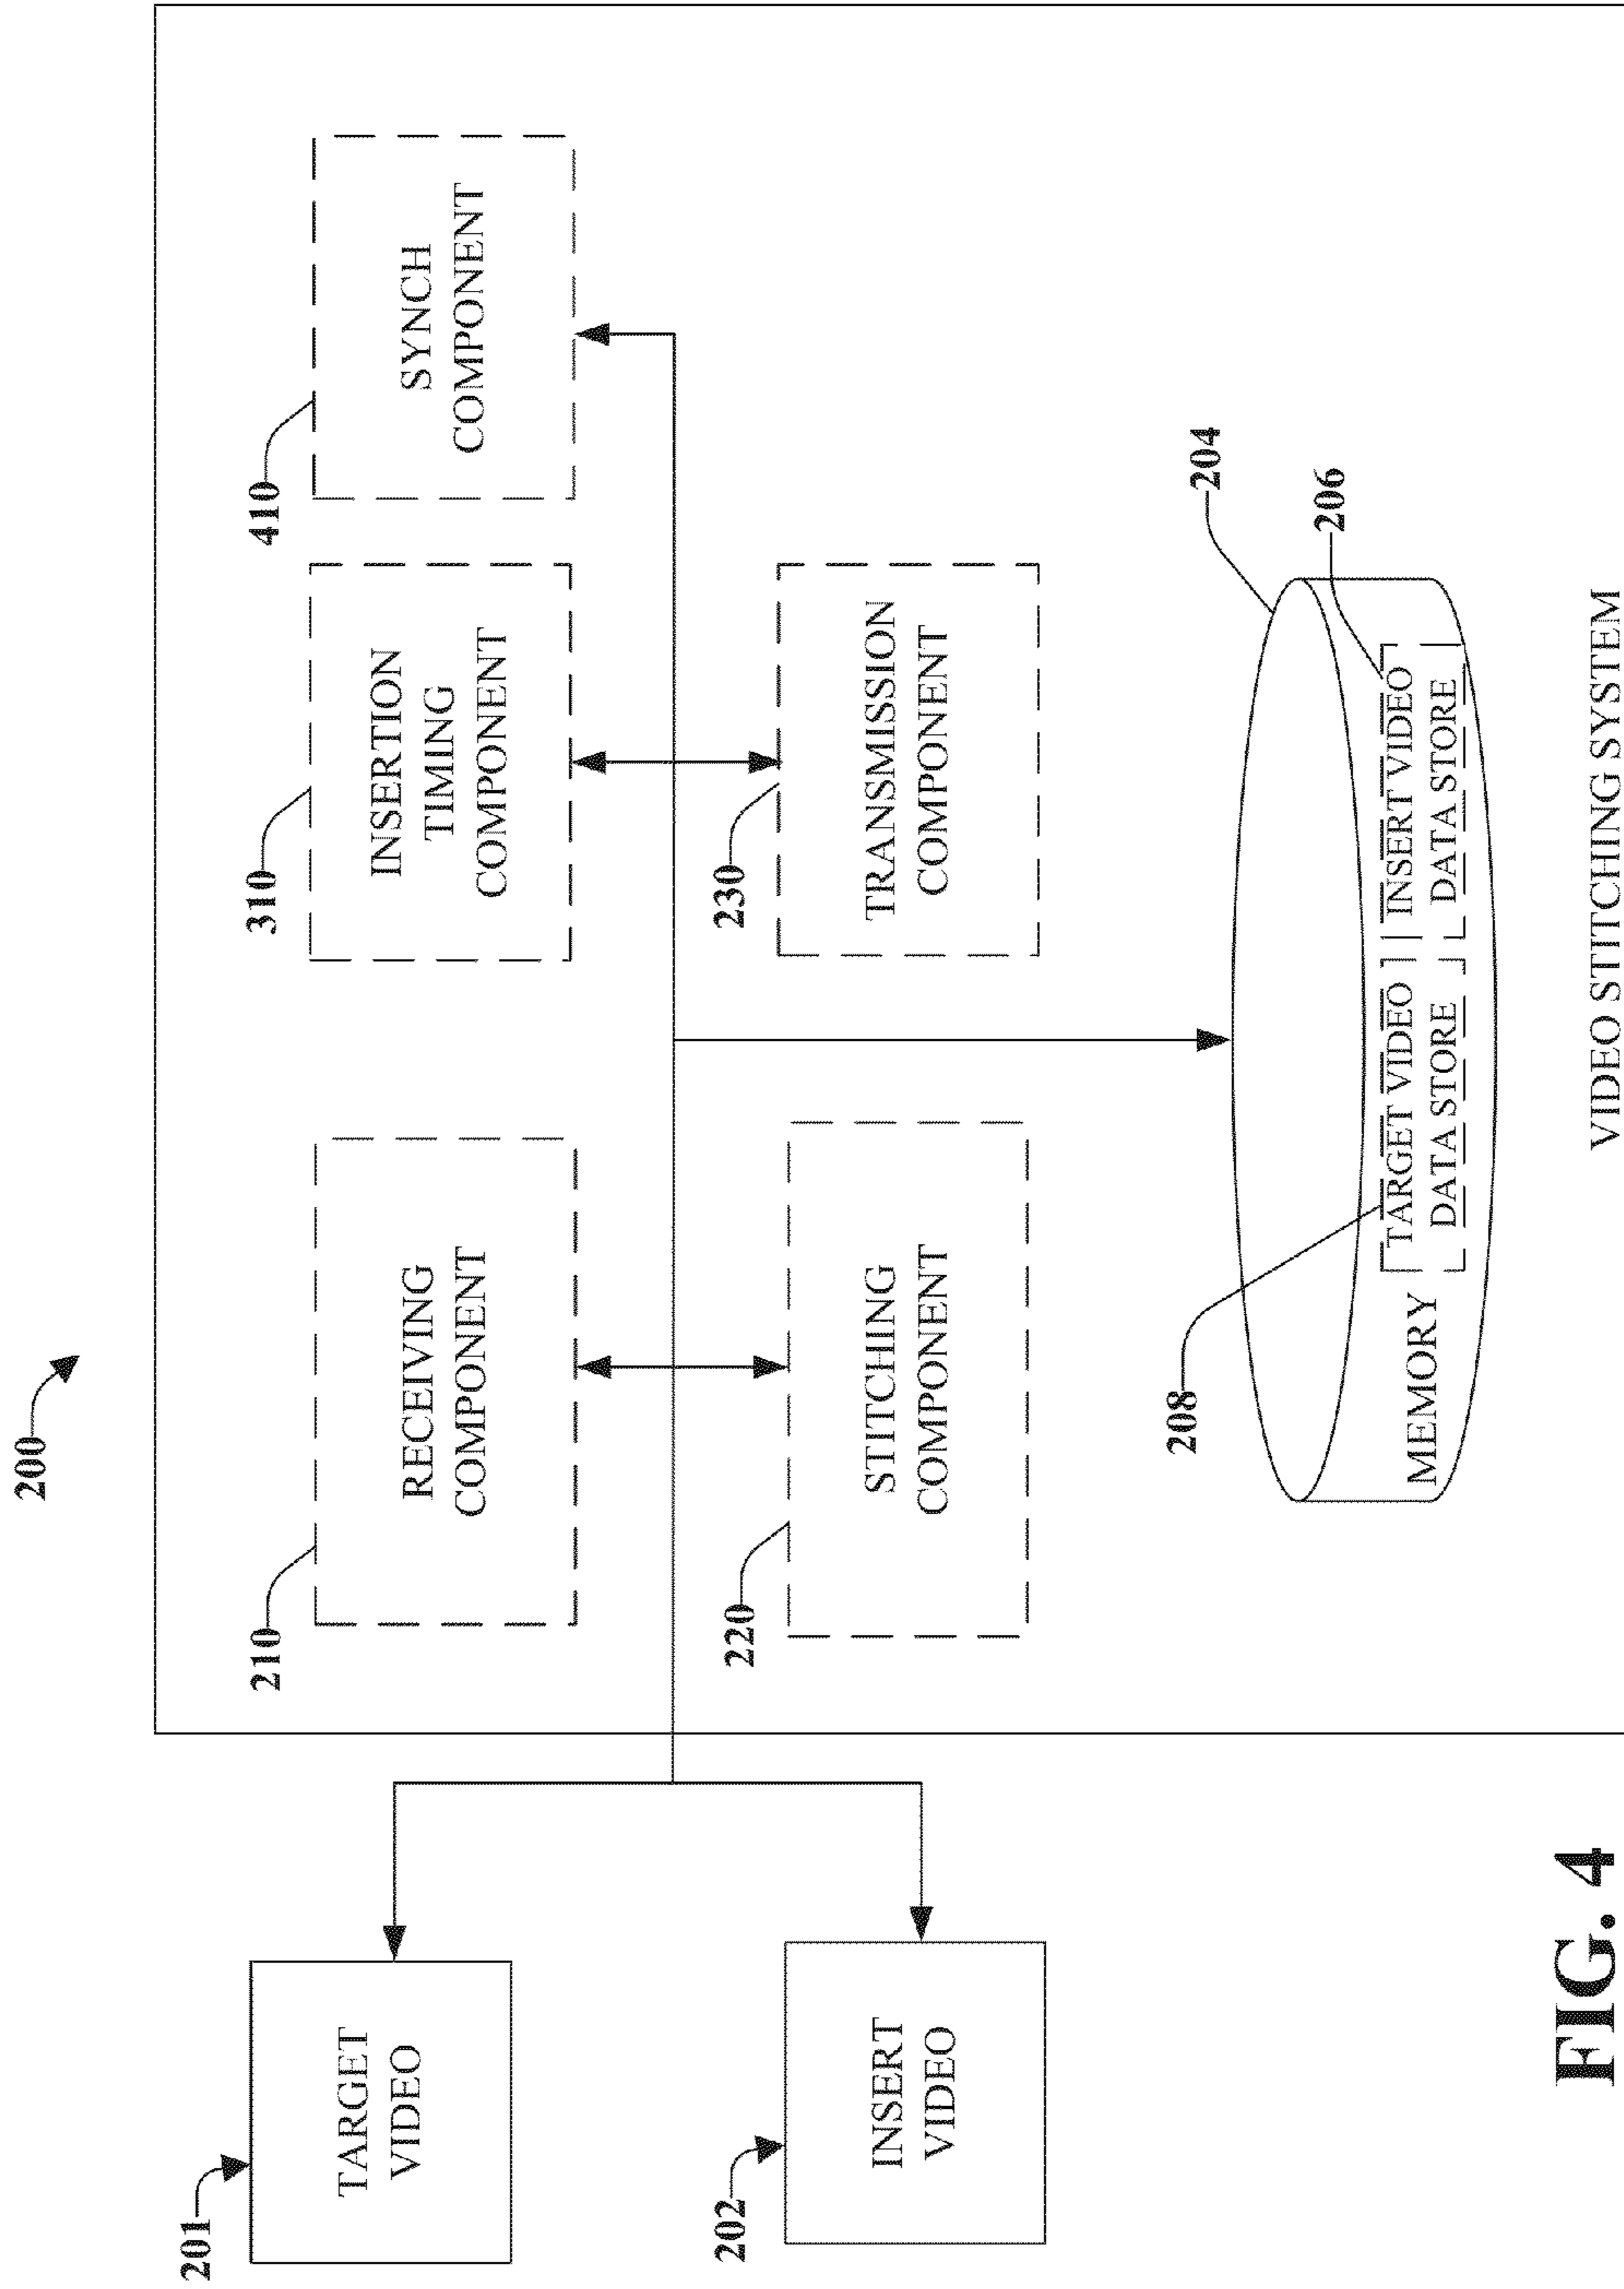 200
201
TARGET
VIDEO
202
INSERT
VIDEO
210
RECEIVING
COMPONENT
310
INSERTION
TIMING
COMPONENT
410
SYNCH
COMPONENT
220
STITCHING
COMPONENT
230
TRANSMISSION
COMPONENT
204
208
206
MEMORY
TARGET VIDEO
DATA STORE
INSERT VIDEO
DATA STORE
VIDEO STITCHING SYSTEM
FIG. 4